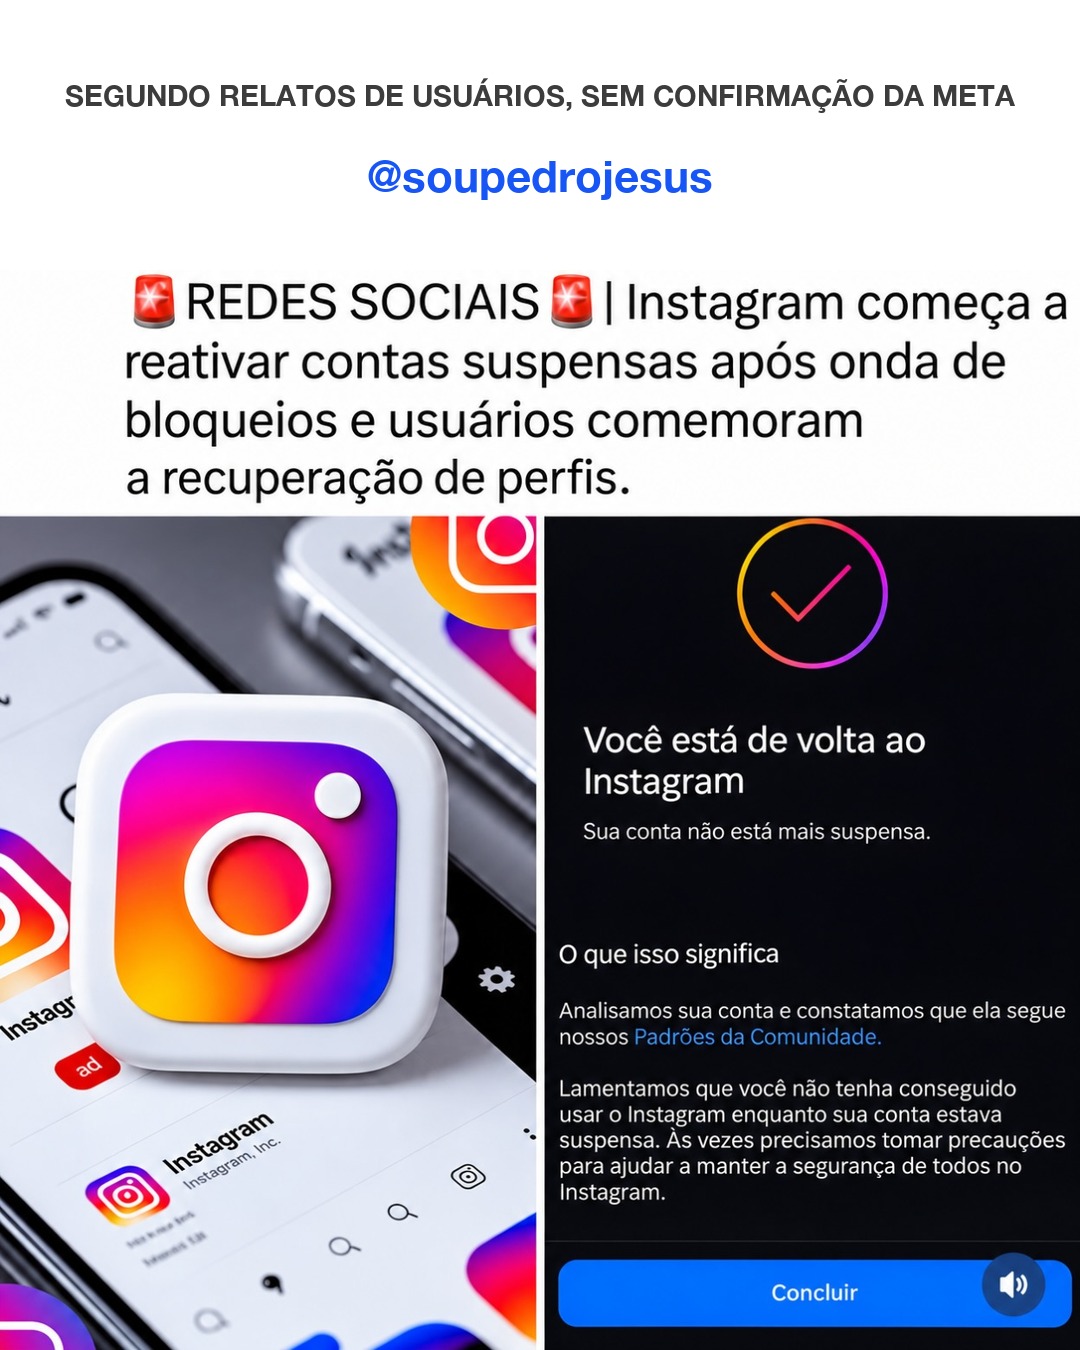 SEGUNDO RELATOS DE USUÁRIOS, SEM CONFIRMAÇÃO DA META
@soupedrojesus
🚨REDES SOCIAIS🚨| Instagram começa a
reativar contas suspensas após onda de
bloqueios e usuários comemoram
a recuperação de perfis.
Instagr
ad
Instagram
Instagram, Inc.
Você está de volta ao
Instagram
Sua conta não está mais suspensa.
O que isso significa
Analisamos sua conta e constatamos que ela segue
nossos Padrões da Comunidade.
Lamentamos que você não tenha conseguido
usar o Instagram enquanto sua conta estava
suspensa. Às vezes precisamos tomar precauções
para ajudar a manter a segurança de todos no
Instagram.
Concluir